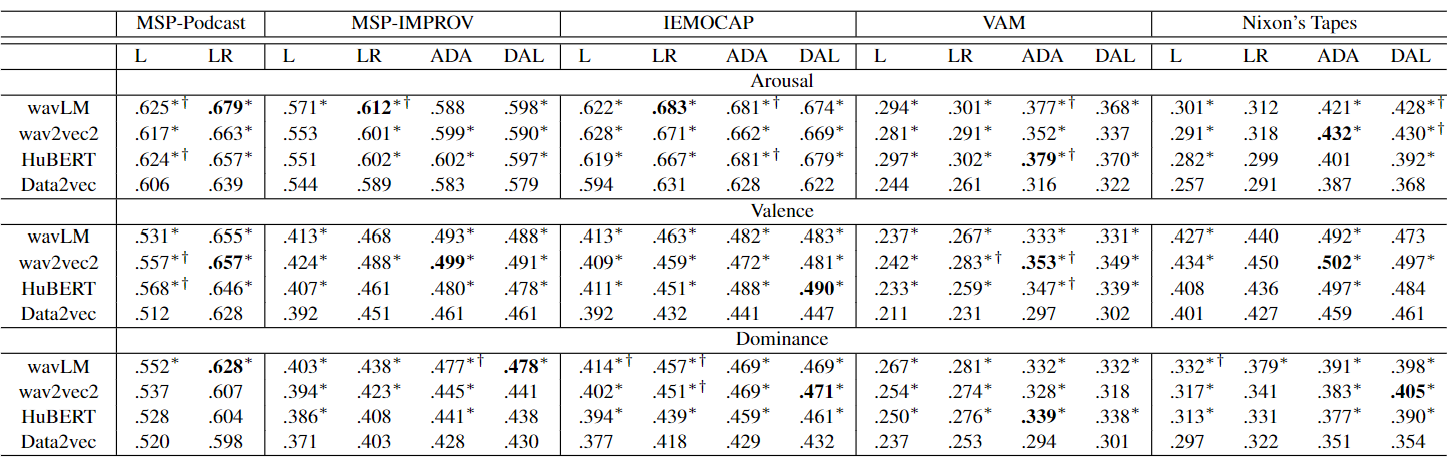 MSP-Podcast MSP-IMPROV IEMOCAP VAM Nixon's Tapes
L LR L LR ADA DAL L LR ADA DAL L LR ADA DAL L LR ADA DAL
Arousal
wavLM .625*† .679* .571* .612*† .588 .598* .622* .683* .681*† .674* .294* .301* .377*† .368* .301* .312 .421* .428*†
wav2vec2 .617* .663* .553 .601* .599* .590* .628* .671* .662* .669* .281* .291* .352* .337 .291* .318 .432* .430*†
HuBERT .624*† .657* .551 .602* .602* .597* .619* .667* .681*† .679* .297* .302* .379*† .370* .282* .299 .401 .392*
Data2vec .606 .639 .544 .589 .583 .579 .594 .631 .628 .622 .244 .261 .316 .322 .257 .291 .387 .368
Valence
wavLM .531* .655* .413* .468 .493* .488* .413* .463* .482* .483* .237* .267* .333* .331* .427* .440 .492* .473
wav2vec2 .557*† .657* .424* .488* .499* .491* .409* .459* .472* .481* .242* .283*† .353*† .349* .434* .450 .502* .497*
HuBERT .568*† .646* .407* .461 .480* .478* .411* .451* .488* .490* .233* .259* .347*† .339* .408 .436 .497* .484
Data2vec .512 .628 .392 .451 .461 .461 .392 .432 .441 .447 .211 .231 .297 .302 .401 .427 .459 .461
Dominance
wavLM .552* .628* .403* .438* .477*† .478* .414*† .457*† .469* .469* .267* .281* .332* .332* .332*† .379* .391* .398*
wav2vec2 .537 .607 .394* .423* .445* .441 .402* .451*† .469* .471* .254* .274* .328* .318 .317* .341 .383* .405*
HuBERT .528 .604 .386* .408 .441* .438 .394* .439* .459* .461* .250* .276* .339* .338* .313* .331 .377* .390*
Data2vec .520 .598 .371 .403 .428 .430 .377 .418 .429 .432 .237 .253 .294 .301 .297 .322 .351 .354